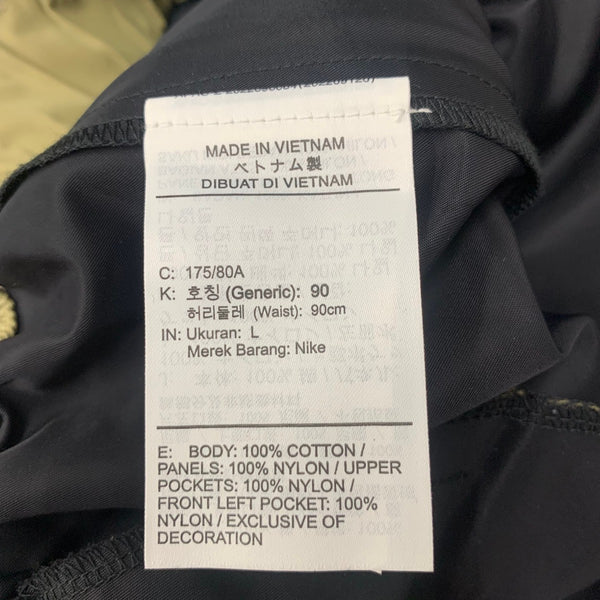 MADE IN VIETNAM
ベトナム製
DIBUAT DI VIETNAM
C: 175/80A
K: 호칭 (Generic): 90
허리둘레 (Waist): 90cm
IN: Ukuran: L
Merek Barang: Nike
E: BODY: 100% COTTON /
PANELS: 100% NYLON / UPPER
POCKETS: 100% NYLON /
FRONT LEFT POCKET: 100%
NYLON / EXCLUSIVE OF
DECORATION